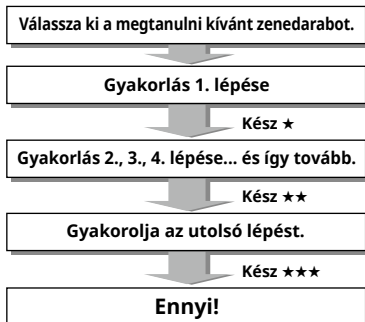 Válassza ki a megtanulni kívánt zenedarabot.
Gyakorlás 1. lépése
Kész ★
Gyakorlás 2., 3., 4. lépése... és így tovább.
Kész ★★
Gyakorolja az utolsó lépést.
Kész ★★★
Ennyi!